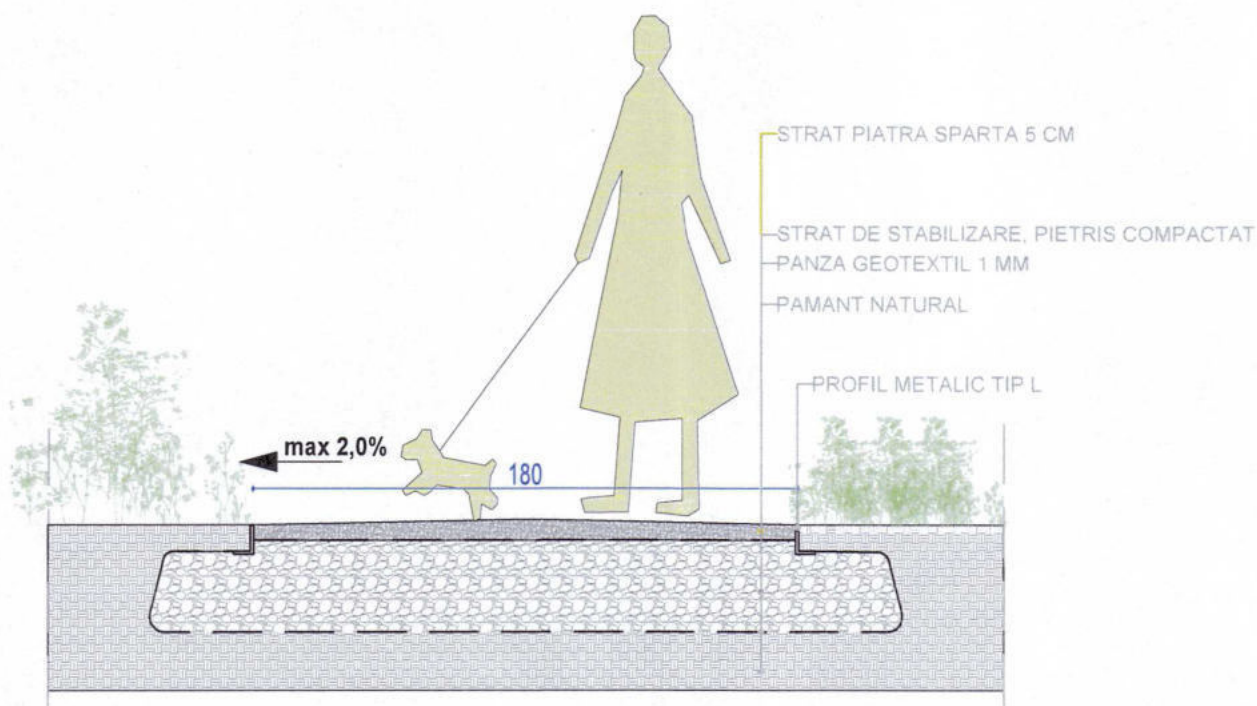 STRAT PIATRA SPARTA 5 CM
STRAT DE STABILIZARE, PIETRIS COMPACTAT
PANZA GEOTEXTIL 1 MM
PAMANT NATURAL
PROFIL METALIC TIP L
max 2,0%
180